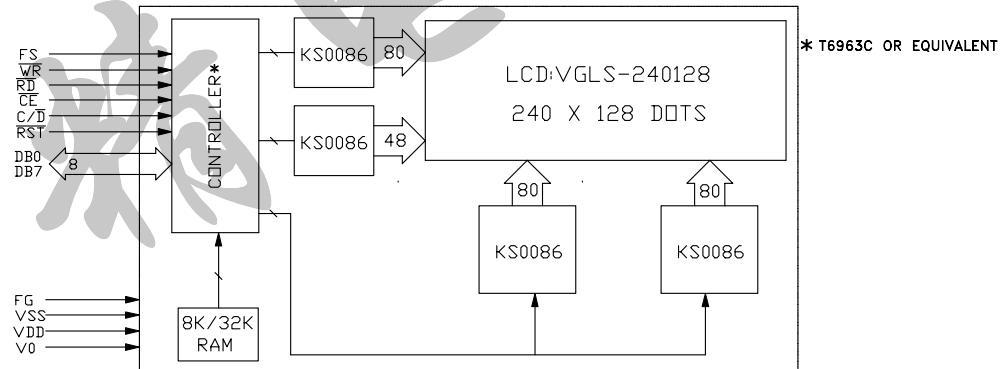 FS
WR
RD
CE
C/D
RST
DB0
DB7
8
CONTROLLER*
KS0086
80
KS0086
48
LCD:VGLS-240128
240 X 128 DOTS
* T6963C OR EQUIVALENT
80
80
KS0086
KS0086
FG
VSS
VDD
V0
8K/32K
RAM